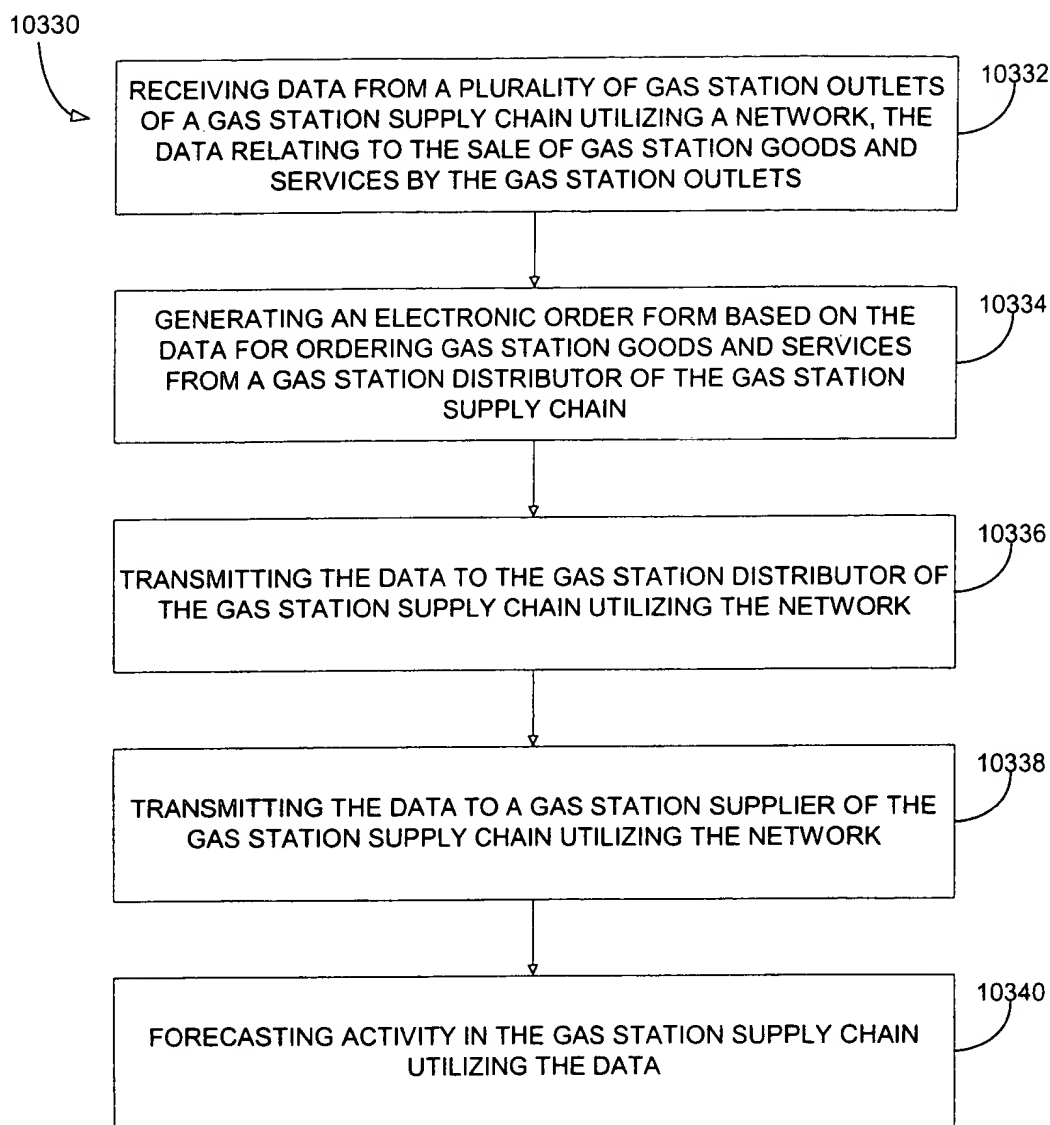 10330
10332
RECEIVING DATA FROM A PLURALITY OF GAS STATION OUTLETS
OF A GAS STATION SUPPLY CHAIN UTILIZING A NETWORK, THE
DATA RELATING TO THE SALE OF GAS STATION GOODS AND
SERVICES BY THE GAS STATION OUTLETS
10334
GENERATING AN ELECTRONIC ORDER FORM BASED ON THE
DATA FOR ORDERING GAS STATION GOODS AND SERVICES
FROM A GAS STATION DISTRIBUTOR OF THE GAS STATION
SUPPLY CHAIN
10336
TRANSMITTING THE DATA TO THE GAS STATION DISTRIBUTOR OF
THE GAS STATION SUPPLY CHAIN UTILIZING THE NETWORK
10338
TRANSMITTING THE DATA TO A GAS STATION SUPPLIER OF THE
GAS STATION SUPPLY CHAIN UTILIZING THE NETWORK
10340
FORECASTING ACTIVITY IN THE GAS STATION SUPPLY CHAIN
UTILIZING THE DATA